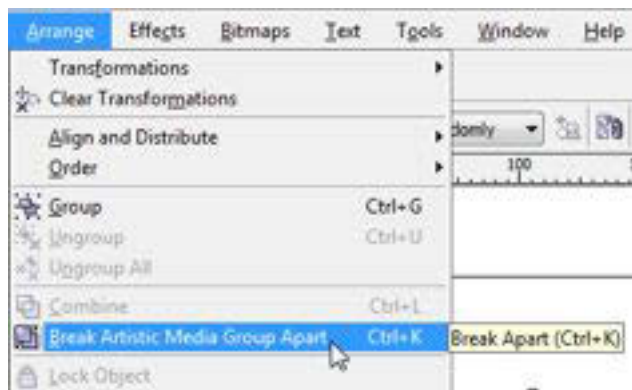 Arrange Effects Bitmaps Text Tools Window Help
Transformations
Clear Transformations
Align and Distribute
domly
Order
100
Group Ctrl+G
Ungroup Ctrl+U
Ungroup All
Combine Ctrl+L
Break Artistic Media Group Apart Ctrl+K Break Apart (Ctrl+K)
Lock Object